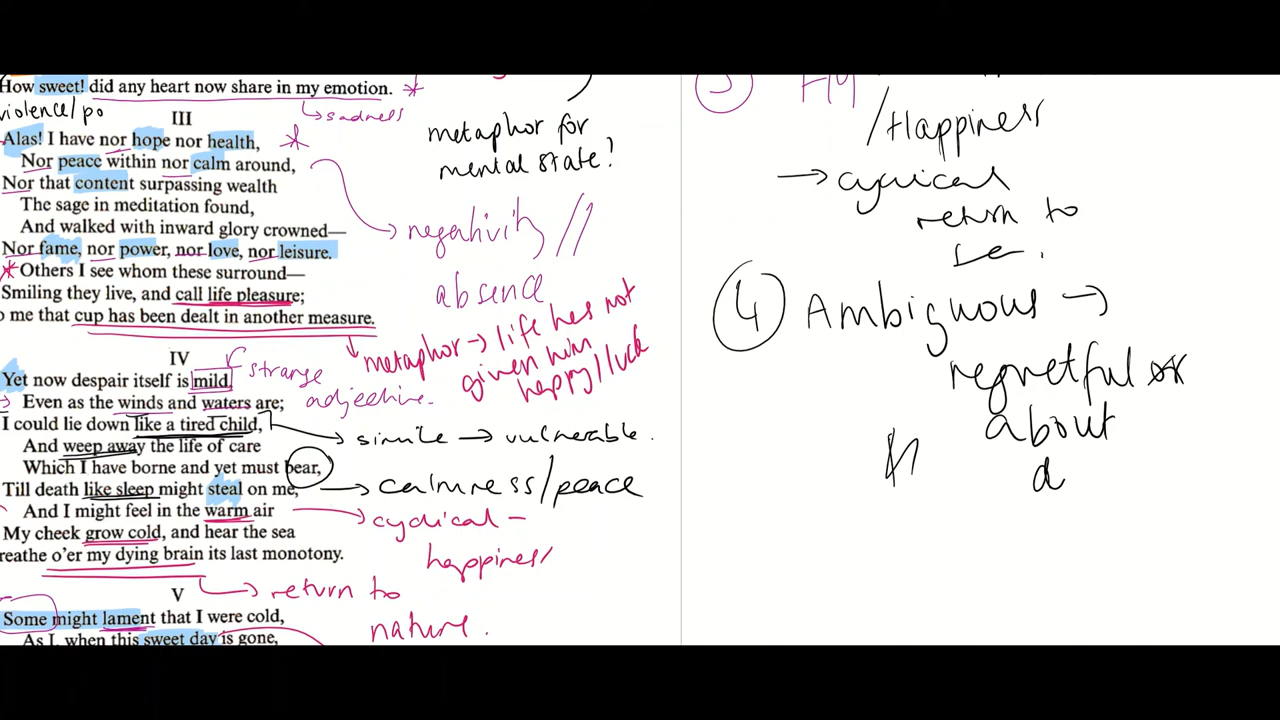 How sweet! did any heart now share in my emotion. *
violence/po
↳ sadness
III
Alas! I have nor hope nor health, *
Nor peace within nor calm around,
Nor that content surpassing wealth
The sage in meditation found,
And walked with inward glory crowned—
Nor fame, nor power, nor love, nor leisure.
*Others I see whom these surround—
Smiling they live, and call life pleasure;
o me that cup has been dealt in another measure.
IV
Yet now despair itself is mild,
Even as the winds and waters are;
I could lie down like a tired child,
And weep away the life of care
Which I have borne and yet must bear,
Till death like sleep might steal on me,
And I might feel in the warm air
My cheek grow cold, and hear the sea
reathe o'er my dying brain its last monotony.
V
Some might lament that I were cold,
As I, when this sweet day is gone,
metaphor for
mental state?
negativity //
absence
metaphor → life has not
given him
happy/luck
strange
adjective.
simile → vulnerable.
calmness/peace
cyclical –
happiness/
return to
nature.
/Happiness
→ cyclical
return to
④ Ambiguous →
regretful
about
d